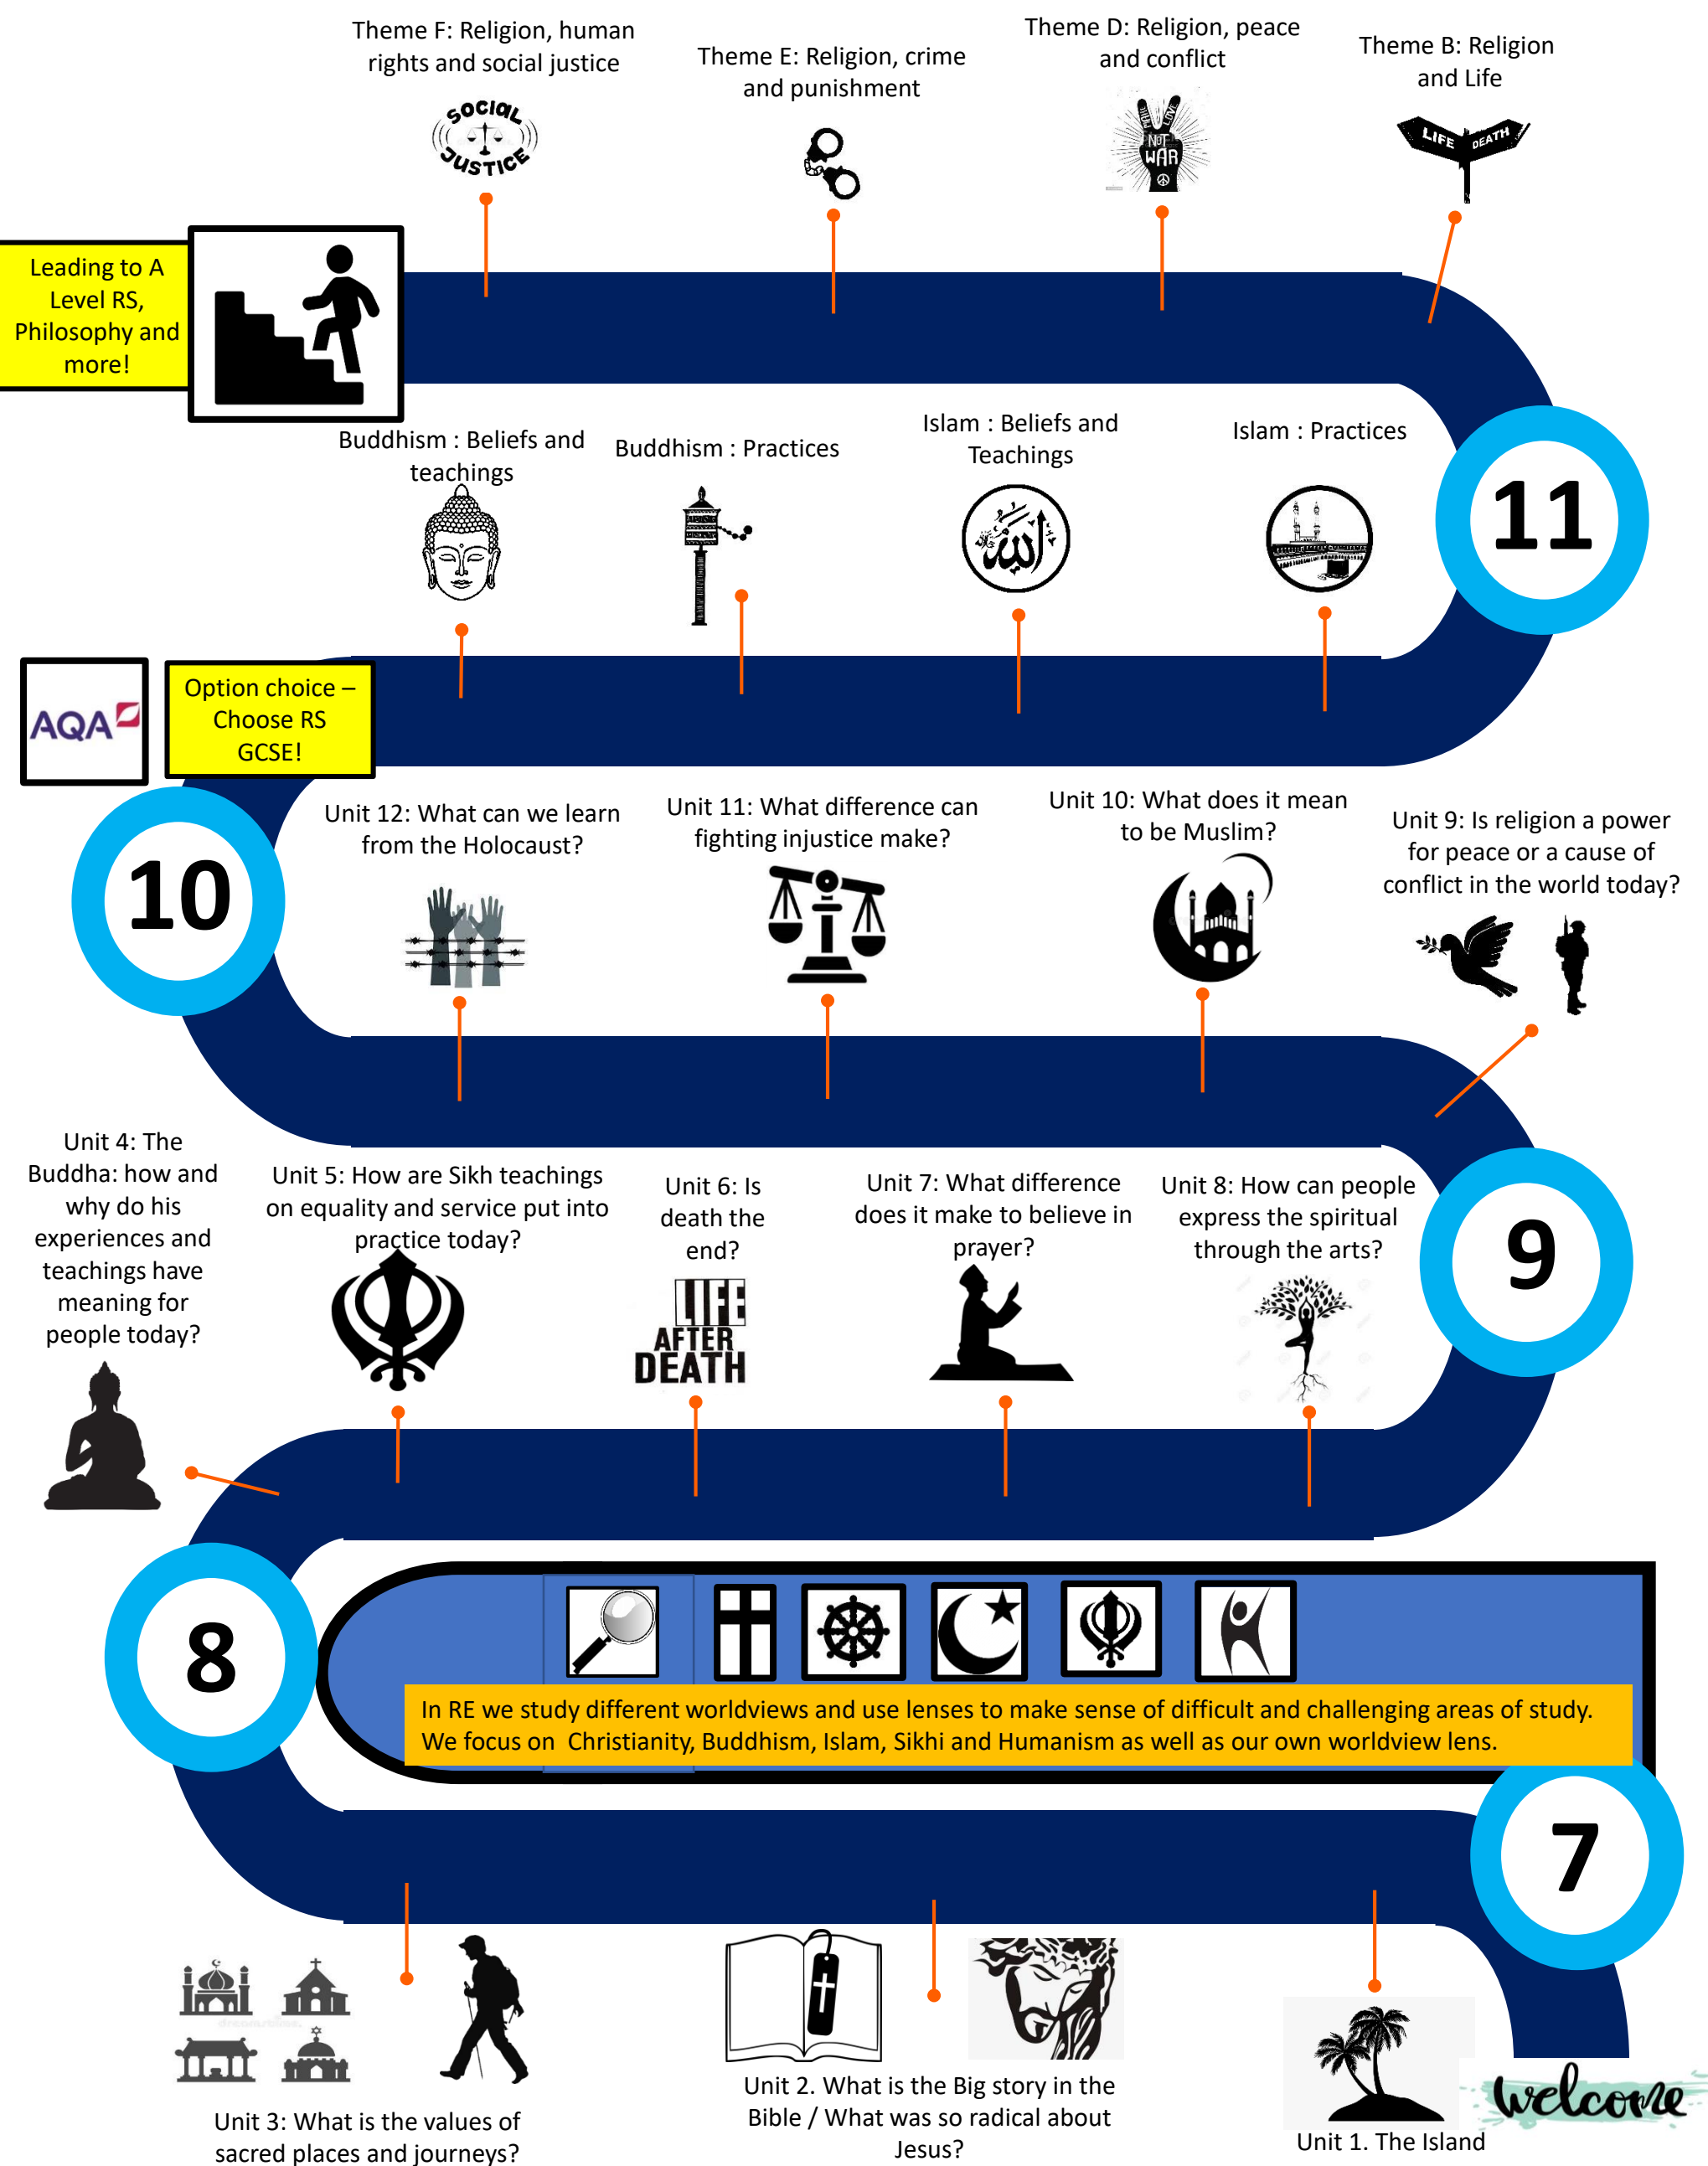 Theme F: Religion, human
rights and social justice
SOCIAL
JUSTICE
Theme E: Religion, crime
and punishment
Theme D: Religion, peace
and conflict
MAKE
LOVE
NOT
WAR
Theme B: Religion
and Life
LIFE
DEATH
Leading to A
Level RS,
Philosophy and
more!
Buddhism : Beliefs and
teachings
Buddhism : Practices
Islam : Beliefs and
Teachings
الله
Islam : Practices
11
AQA
Option choice –
Choose RS
GCSE!
10
Unit 12: What can we learn
from the Holocaust?
Unit 11: What difference can
fighting injustice make?
Unit 10: What does it mean
to be Muslim?
Unit 9: Is religion a power
for peace or a cause of
conflict in the world today?
Unit 4: The
Buddha: how and
why do his
experiences and
teachings have
meaning for
people today?
Unit 5: How are Sikh teachings
on equality and service put into
practice today?
Unit 6: Is
death the
end?
LIFE
AFTER
DEATH
Unit 7: What difference
does it make to believe in
prayer?
Unit 8: How can people
express the spiritual
through the arts?
9
8
In RE we study different worldviews and use lenses to make sense of difficult and challenging areas of study.
We focus on  Christianity, Buddhism, Islam, Sikhi and Humanism as well as our own worldview lens.
7
dreamstime
Unit 3: What is the values of
sacred places and journeys?
Unit 2. What is the Big story in the
Bible / What was so radical about
Jesus?
Unit 1. The Island
welcome